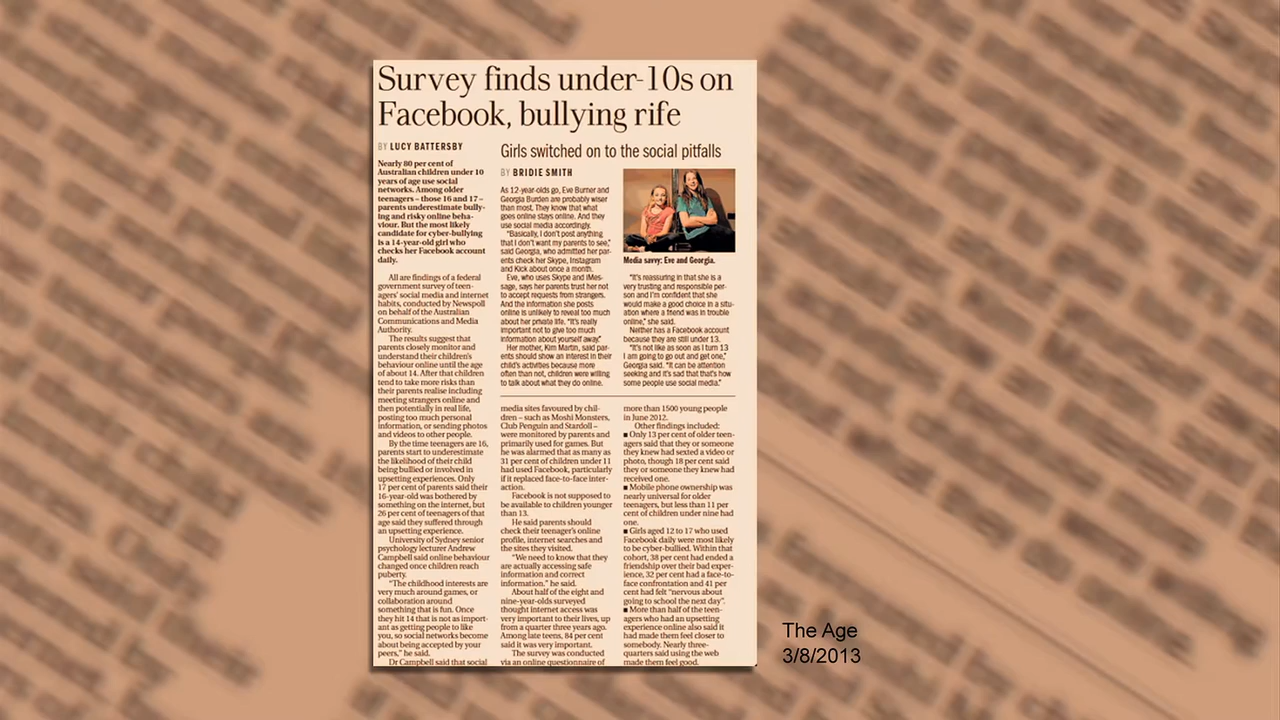 Survey finds under-10s on
Facebook, bullying rife
BY LUCY BATTERSBY
Nearly 80 per cent of
Australian children under 10
years of age use social
networks. Among older
teenagers – those 16 and 17 –
parents underestimate bully-
ing and risky online beha-
viour. But the most likely
candidate for cyber-bullying
is a 14-year-old girl who
checks her Facebook account
daily.
All are findings of a federal
government survey of teen-
agers' social media and internet
habits, conducted by Newspoll
on behalf of the Australian
Communications and Media
Authority.
The results suggest that
parents closely monitor and
understand their children's
behaviour online until the age
of about 14. After that children
tend to take more risks than
their parents realise including
meeting strangers online and
then potentially in real life,
posting too much personal
information, or sending photos
and videos to other people.
By the time teenagers are 16,
parents start to underestimate
the likelihood of their child
being bullied or involved in
upsetting experiences. Only
17 per cent of parents said their
16-year-old was bothered by
something on the internet, but
26 per cent of teenagers of that
age said they suffered through
an upsetting experience.
University of Sydney senior
psychology lecturer Andrew
Campbell said online behaviour
changed once children reach
puberty.
"The childhood interests are
very much around games, or
collaboration around
something that is fun. Once
they hit 14 that is not as import-
ant as getting people to like
you, so social networks become
about being accepted by your
peers," he said.
Dr Campbell said that social
Girls switched on to the social pitfalls
BY BRIDIE SMITH
As 12-year-olds go, Eve Burner and
Georgia Burden are probably wiser
than most. They know that what
goes online stays online. And they
use social media accordingly.
"Basically, I don't post anything
that I don't want my parents to see,"
said Georgia, who admitted her par-
ents check her Skype, Instagram
and Kick about once a month.
Eve, who uses Skype and iMes-
sage, says her parents trust her not
to accept requests from strangers.
And the information she posts
online is unlikely to reveal too much
about her private life. "It's really
important not to give too much
information about yourself away."
Her mother, Kim Martin, said par-
ents should show an interest in their
child's activities because more
often than not, children were willing
to talk about what they do online.
Media savvy: Eve and Georgia.
"It's reassuring in that she is a
very trusting and responsible per-
son and I'm confident that she
would make a good choice in a situ-
ation where a friend was in trouble
online," she said.
Neither has a Facebook account
because they are still under 13.
"It's not like as soon as I turn 13
I am going to go out and get one,"
Georgia said. "It can be attention
seeking and it's sad that that's how
some people use social media."
media sites favoured by chil-
dren – such as Moshi Monsters,
Club Penguin and Stardoll –
were monitored by parents and
primarily used for games. But
he was alarmed that as many as
31 per cent of children under 11
had used Facebook, particularly
if it replaced face-to-face inter-
action.
Facebook is not supposed to
be available to children younger
than 13.
He said parents should
check their teenager's online
profile, internet searches and
the sites they visited.
"We need to know that they
are actually accessing safe
information and correct
information." he said.
About half of the eight and
nine-year-olds surveyed
thought internet access was
very important to their lives, up
from a quarter three years ago.
Among late teens, 84 per cent
said it was very important.
The survey was conducted
via an online questionnaire of
more than 1500 young people
in June 2012.
Other findings included:
■ Only 13 per cent of older teen-
agers said that they or someone
they knew had sexted a video or
photo, though 18 per cent said
they or someone they knew had
received one.
■ Mobile phone ownership was
nearly universal for older
teenagers, but less than 11 per
cent of children under nine had
one.
■ Girls aged 12 to 17 who used
Facebook daily were most likely
to be cyber-bullied. Within that
cohort, 38 per cent had ended a
friendship over their bad exper-
ience, 32 per cent had a face-to-
face confrontation and 41 per
cent had felt "nervous about
going to school the next day".
■ More than half of the teen-
agers who had an upsetting
experience online also said it
had made them feel closer to
somebody. Nearly three-
quarters said using the web
made them feel good.
The Age
3/8/2013